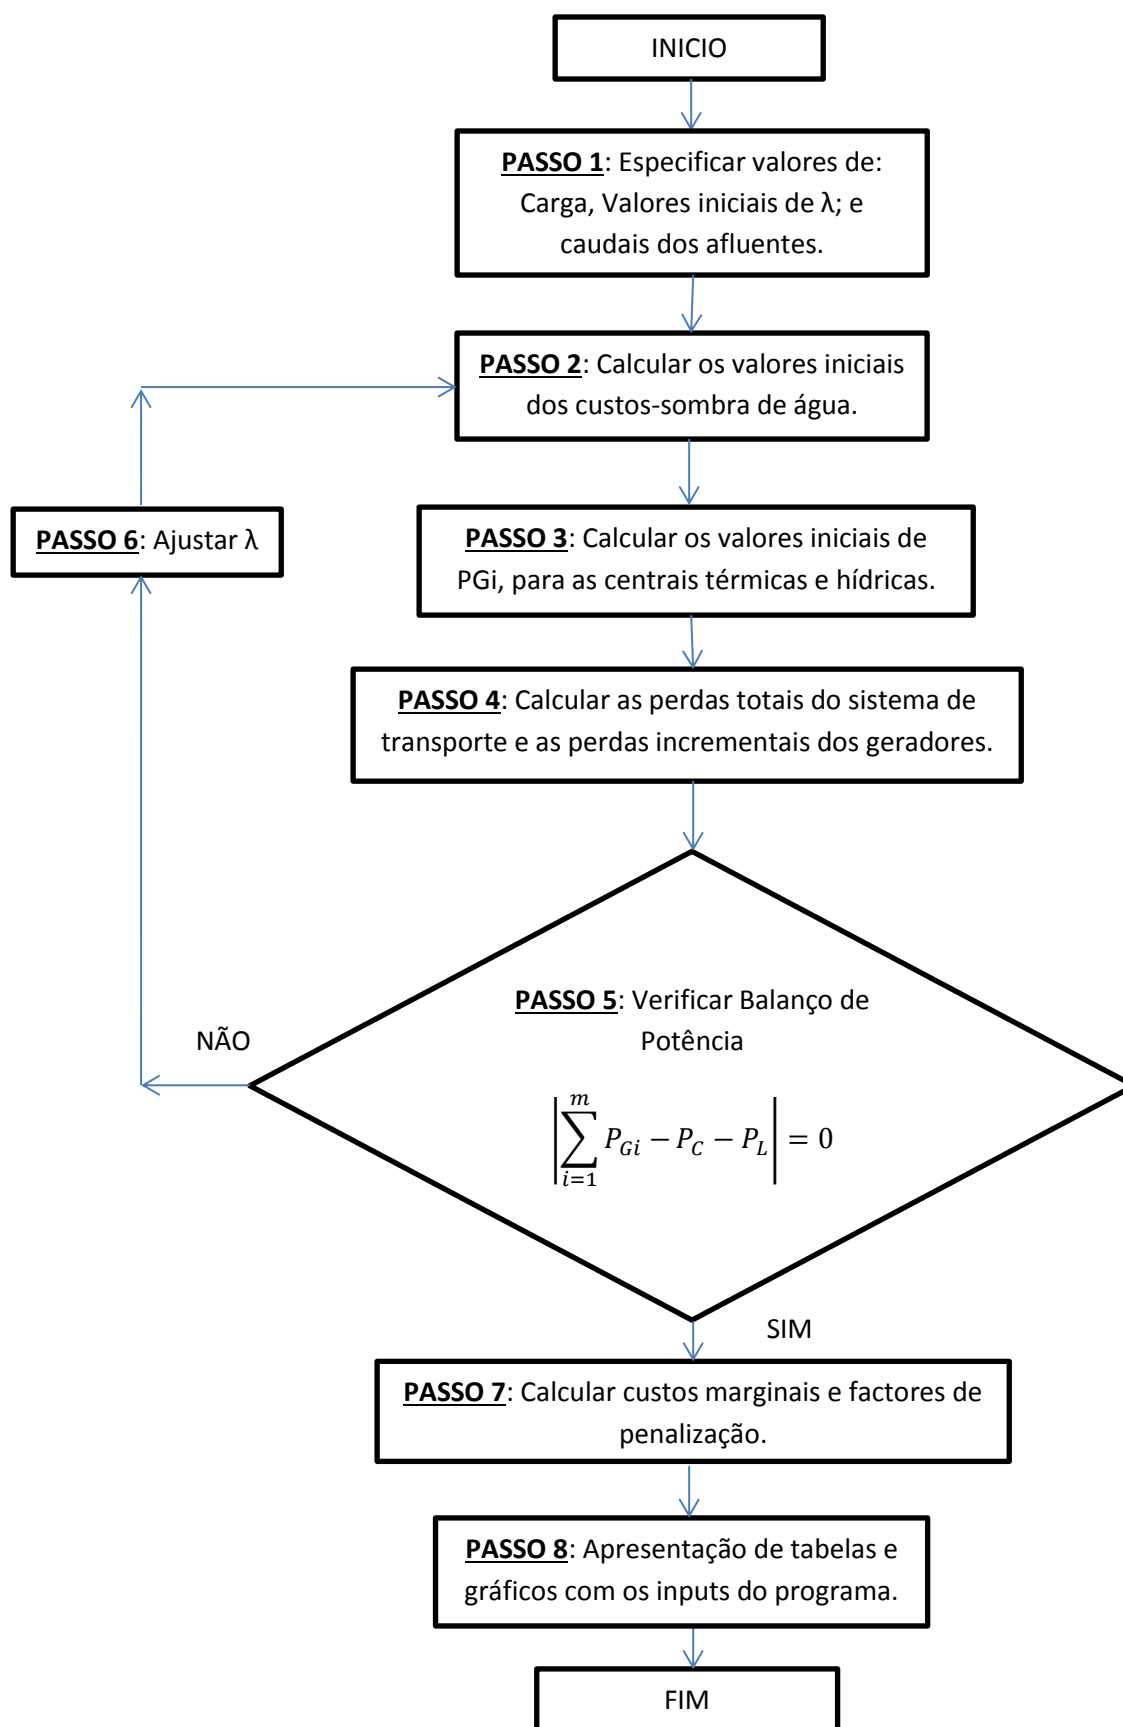 INICIO
PASSO 1: Especificar valores de:
Carga, Valores iniciais de λ; e
caudais dos afluentes.
PASSO 2: Calcular os valores iniciais
dos custos-sombra de água.
PASSO 6: Ajustar λ
PASSO 3: Calcular os valores iniciais de
PGi, para as centrais térmicas e hídricas.
PASSO 4: Calcular as perdas totais do sistema de
transporte e as perdas incrementais dos geradores.
PASSO 5: Verificar Balanço de
Potência
NÃO
|∑_{i=1}^{m} P_{Gi} − P_C − P_L| = 0
SIM
PASSO 7: Calcular custos marginais e factores de
penalização.
PASSO 8: Apresentação de tabelas e
gráficos com os inputs do programa.
FIM